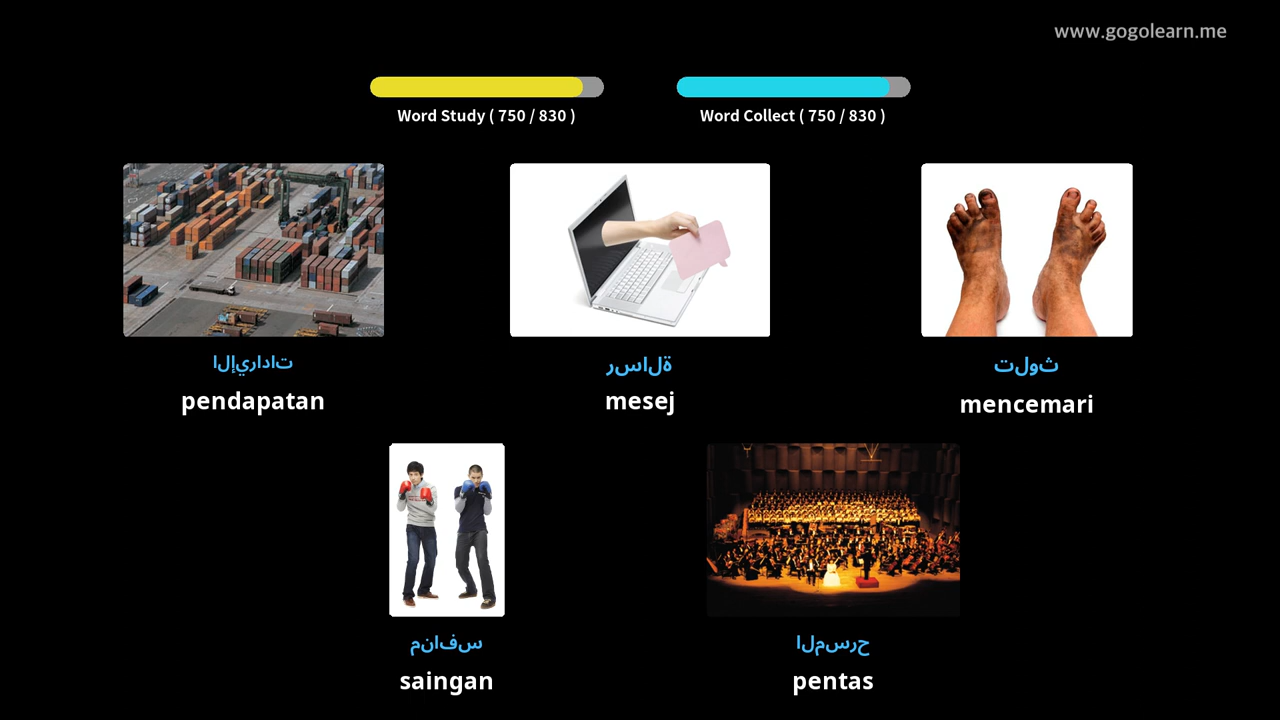 www.gogolearn.me
Word Study ( 750 / 830 )
Word Collect ( 750 / 830 )
الإيرادات
pendapatan
رسالة
mesej
تلوث
mencemari
منافس
saingan
المسرح
pentas